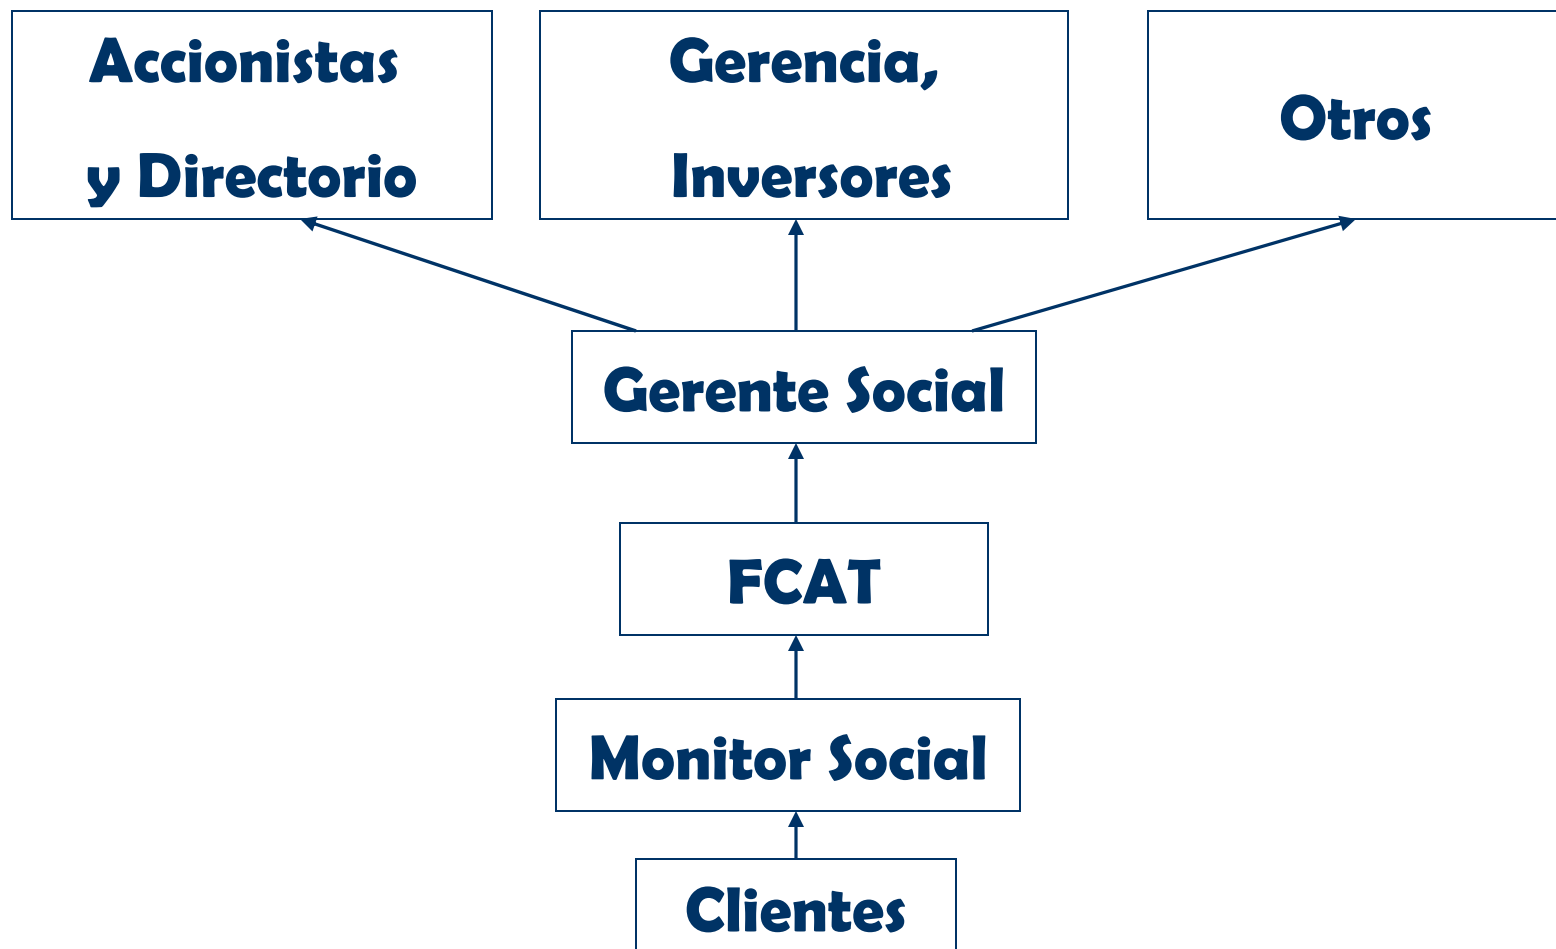 Accionistas
y Directorio
Gerencia,
Inversores
Otros
Gerente Social
FCAT
Monitor Social
Clientes